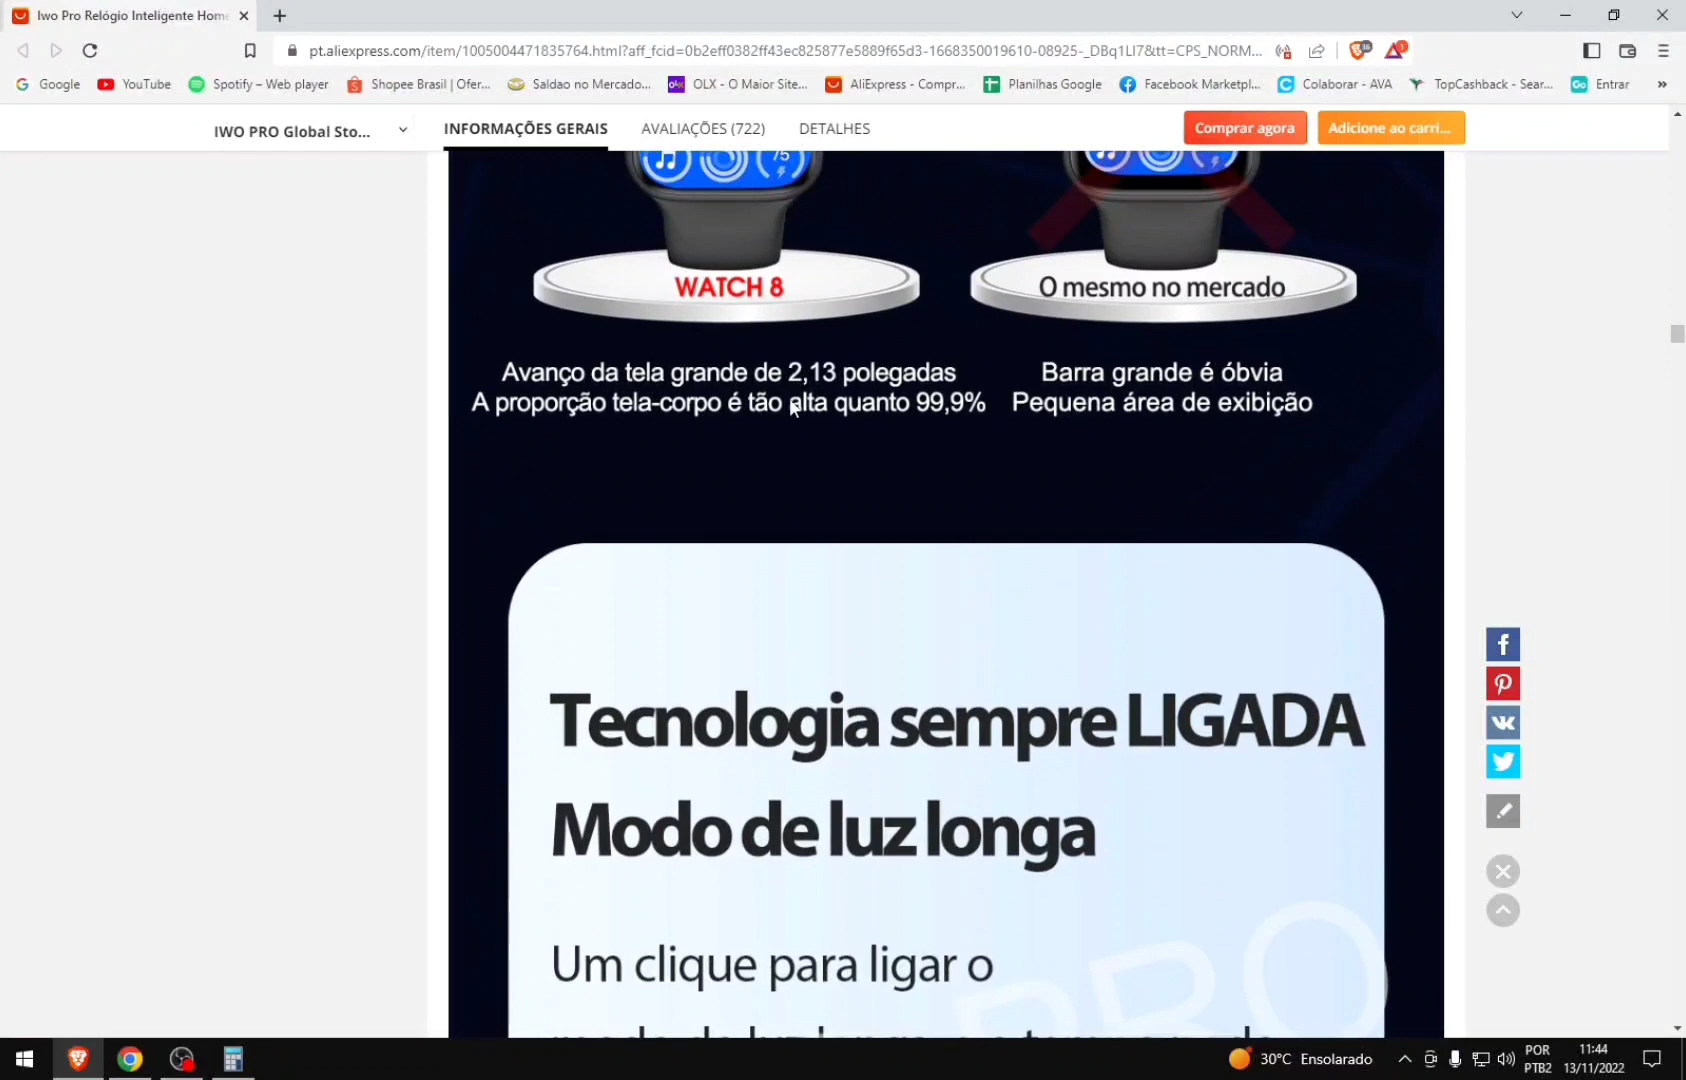 Iwo Pro Relógio Inteligente Home
pt.aliexpress.com/item/1005004471835764.html?aff_fcid=0b2eff0382ff43ec825877e5889f65d3-1668350019610-08925-_DBq1LI7&tt=CPS_NORM...
36
1
Google
YouTube
Spotify – Web player
Shopee Brasil | Ofer...
Saldao no Mercado...
OLX - O Maior Site...
AliExpress - Compr...
Planilhas Google
Facebook Marketpl...
Colaborar - AVA
TopCashback - Sear...
Entrar
»
IWO PRO Global Sto...
INFORMAÇÕES GERAIS
AVALIAÇÕES (722)
DETALHES
Comprar agora
Adicione ao carri...
75
WATCH 8
O mesmo no mercado
Avanço da tela grande de 2,13 polegadas
A proporção tela-corpo é tão alta quanto 99,9%
Barra grande é óbvia
Pequena área de exibição
Tecnologia sempre LIGADA
Modo de luz longa
Um clique para ligar o
PRO
30°C Ensolarado
POR
PTB2
11:44
13/11/2022